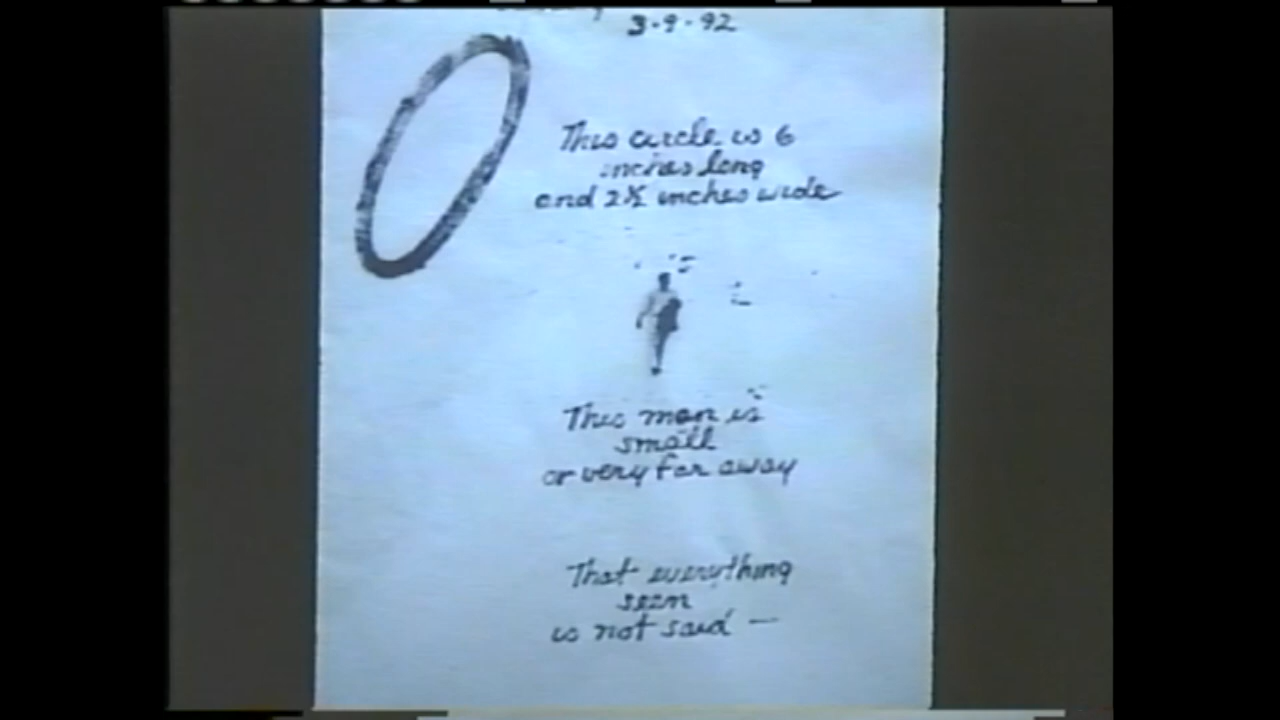 3·9·92
This circle is 6
inches long
and 2½ inches wide
This man is
small
or very far away
That everything
seen
is not said —